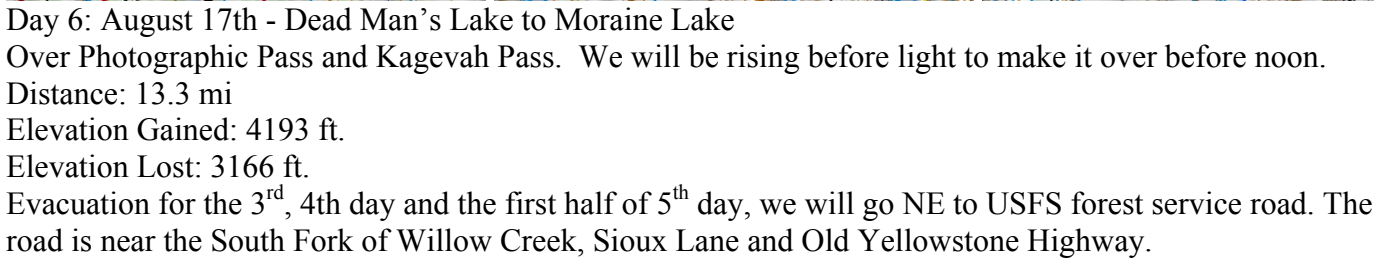 Day 6: August 17th - Dead Man’s Lake to Moraine Lake
Over Photographic Pass and Kagevah Pass.  We will be rising before light to make it over before noon.
Distance: 13.3 mi
Elevation Gained: 4193 ft.
Elevation Lost: 3166 ft.
Evacuation for the 3rd, 4th day and the first half of 5th day, we will go NE to USFS forest service road. The
road is near the South Fork of Willow Creek, Sioux Lane and Old Yellowstone Highway.